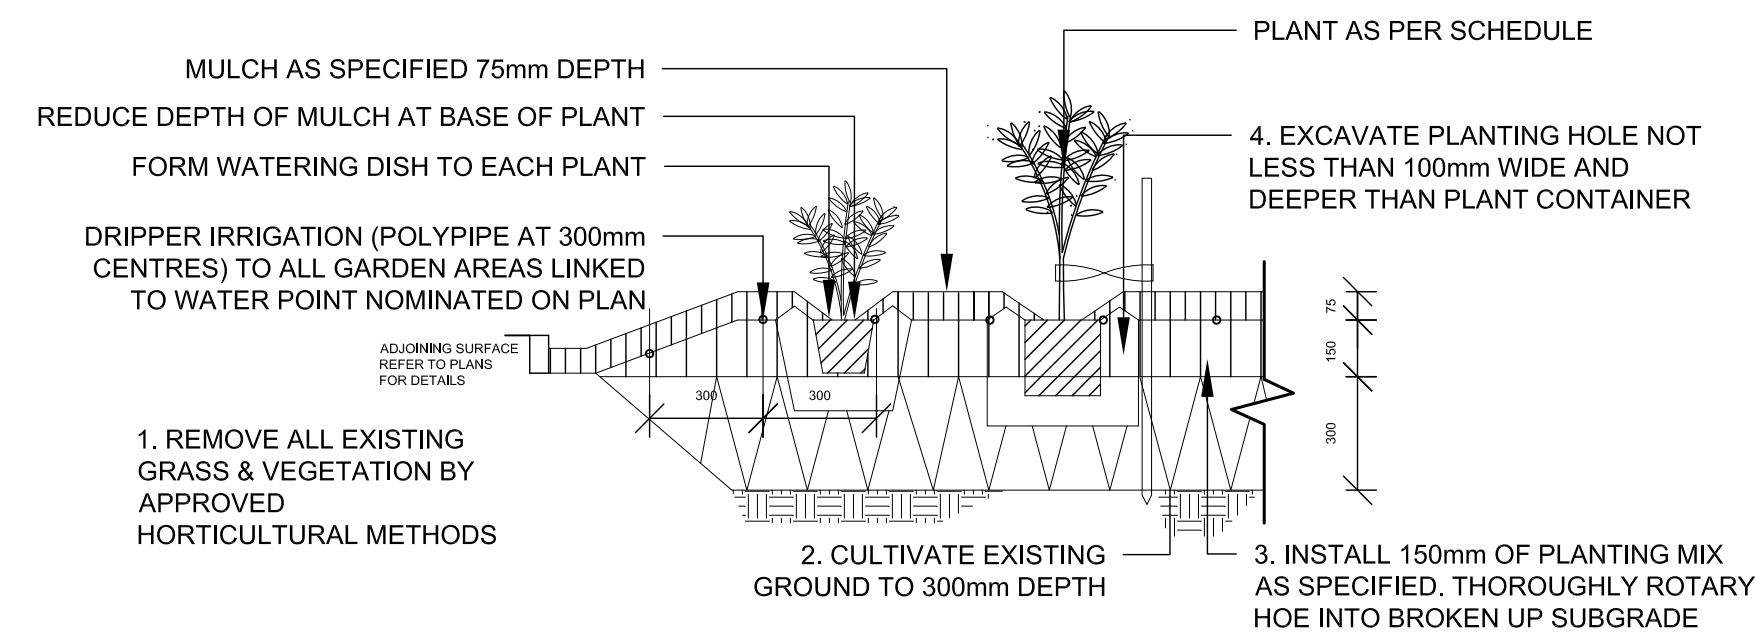 PLANT AS PER SCHEDULE
MULCH AS SPECIFIED 75mm DEPTH
REDUCE DEPTH OF MULCH AT BASE OF PLANT
FORM WATERING DISH TO EACH PLANT
DRIPPER IRRIGATION (POLYPIPE AT 300mm
CENTRES) TO ALL GARDEN AREAS LINKED
TO WATER POINT NOMINATED ON PLAN
4. EXCAVATE PLANTING HOLE NOT
LESS THAN 100mm WIDE AND
DEEPER THAN PLANT CONTAINER
ADJOINING SURFACE
REFER TO PLANS
FOR DETAILS
300
300
75
150
300
1. REMOVE ALL EXISTING
GRASS & VEGETATION BY
APPROVED
HORTICULTURAL METHODS
2. CULTIVATE EXISTING
GROUND TO 300mm DEPTH
3. INSTALL 150mm OF PLANTING MIX
AS SPECIFIED. THOROUGHLY ROTARY
HOE INTO BROKEN UP SUBGRADE